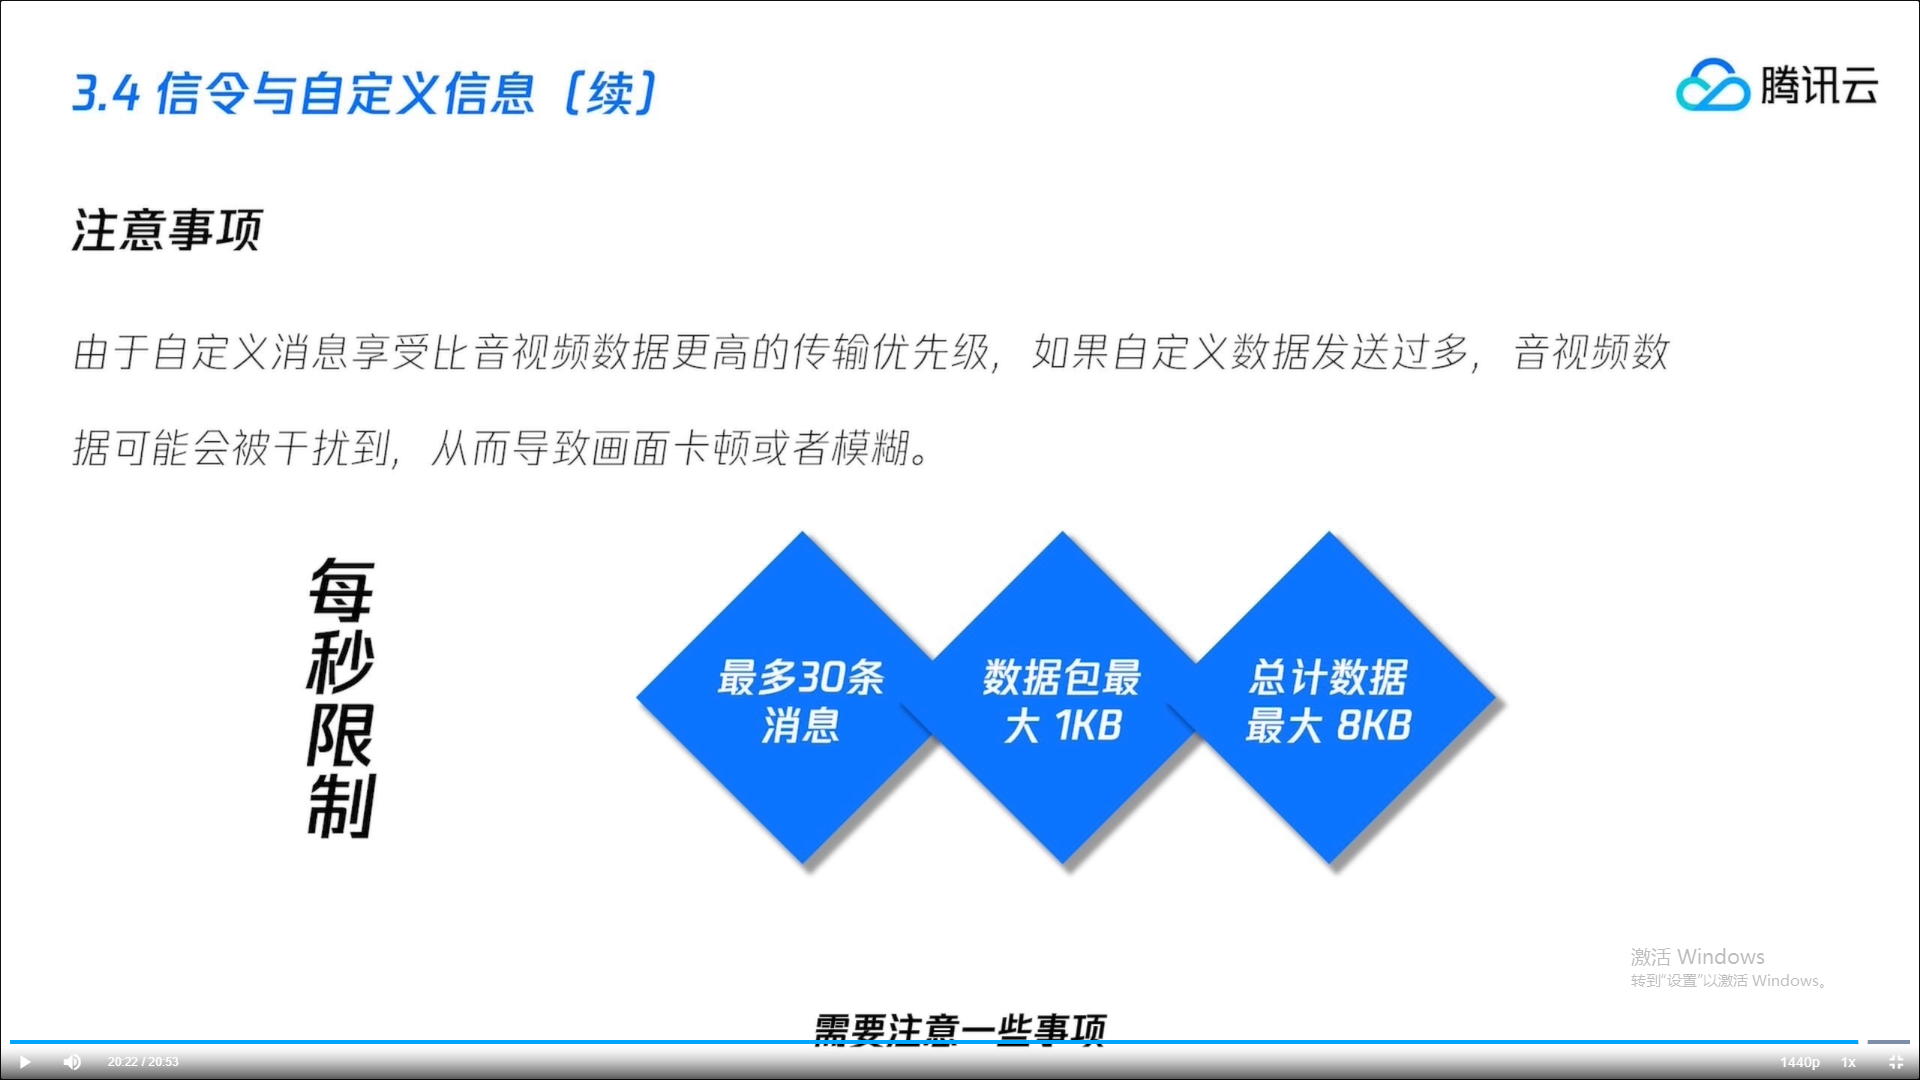 3.4 信令与自定义信息（续）
腾讯云
注意事项
由于自定义消息享受比音视频数据更高的传输优先级，如果自定义数据发送过多，音视频数
据可能会被干扰到，从而导致画面卡顿或者模糊。
每
秒
限
制
最多30条
消息
数据包最
大 1KB
总计数据
最大 8KB
激活 Windows
转到“设置”以激活 Windows。
需要注意一些事项
20:22 / 20:53
1440p
1x